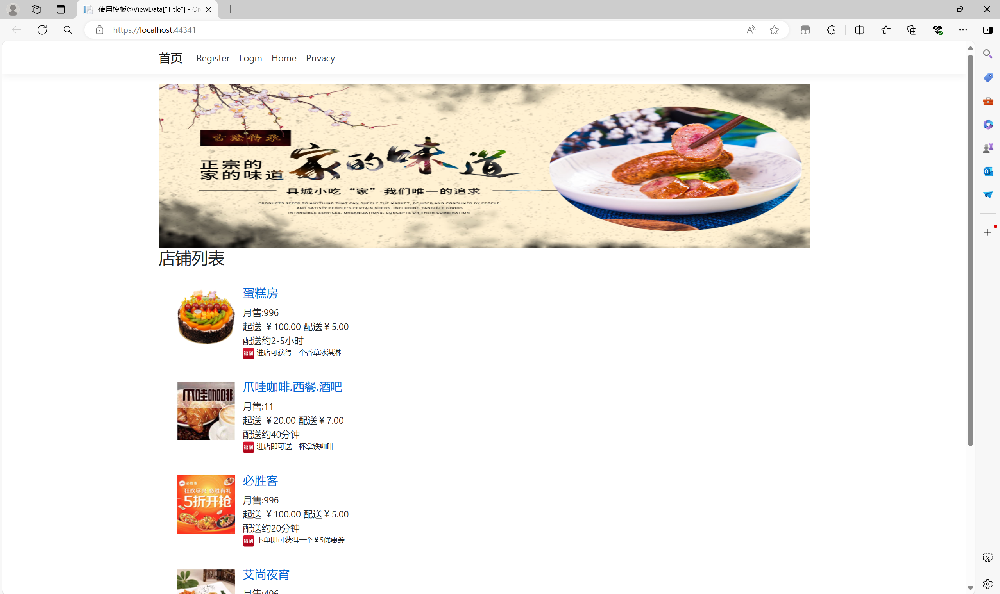 使用模板@ViewData["Title"] - Or
https://localhost:44341
首页 Register Login Home Privacy
古法传承
正宗的
家的味道
家的味道
县城小吃 “家” 我们唯一的追求
PRODUCTS REFER TO ANYTHING THAT CAN SUPPLY THE MARKET, BE USED AND CONSUMED BY PEOPLE
AND SATISFY PEOPLE'S CERTAIN NEEDS, INCLUDING TANGIBLE GOODS
INTANGIBLE SERVICES, ORGANIZATIONS, CONCEPTS OR THEIR COMBINATION
店铺列表
蛋糕房
月售:996
起送 ￥100.00 配送￥5.00
配送约2-5小时
福利 进店可获得一个香草冰淇淋
爪哇咖啡
爪哇咖啡.西餐.酒吧
月售:11
起送 ￥20.00 配送￥7.00
配送约40分钟
福利 进店即可送一杯拿铁咖啡
必胜客
狂欢尽兴 必胜有礼
5折开抢
必胜客
月售:996
起送 ￥100.00 配送￥5.00
配送约20分钟
福利 下单即可获得一个￥5优惠券
艾尚夜宵
月售:496